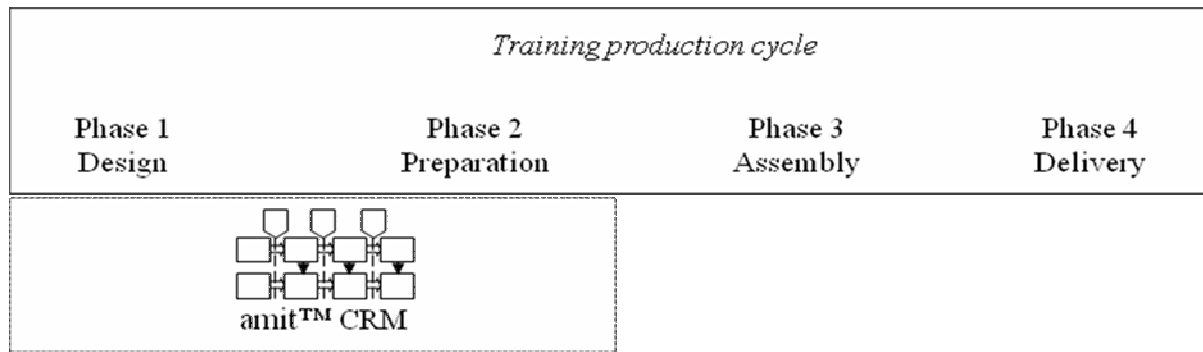 Training production cycle
Phase 1 Phase 2 Phase 3 Phase 4
Design Preparation Assembly Delivery
amit™ CRM